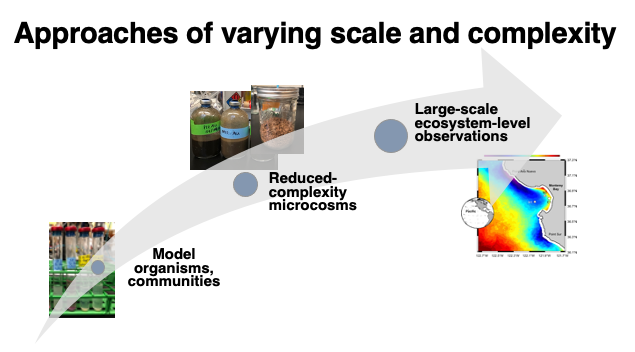 Approaches of varying scale and complexity
Large-scale
ecosystem-level
observations
Reduced-
complexity
microcosms
Model
organisms,
communities
Monterey
Bay
Pacific
Point Sur